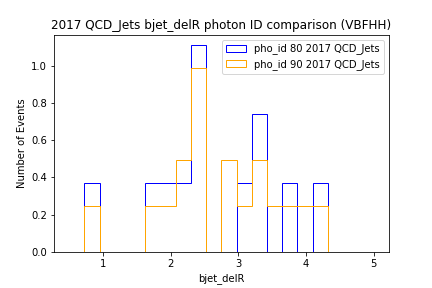 2017 QCD_Jets bjet_delR photon ID comparison (VBFHH)
pho_id 80 2017 QCD_Jets
pho_id 90 2017 QCD_Jets
Number of Events
1.0
0.8
0.6
0.4
0.2
0.0
1 2 3 4 5
bjet_delR